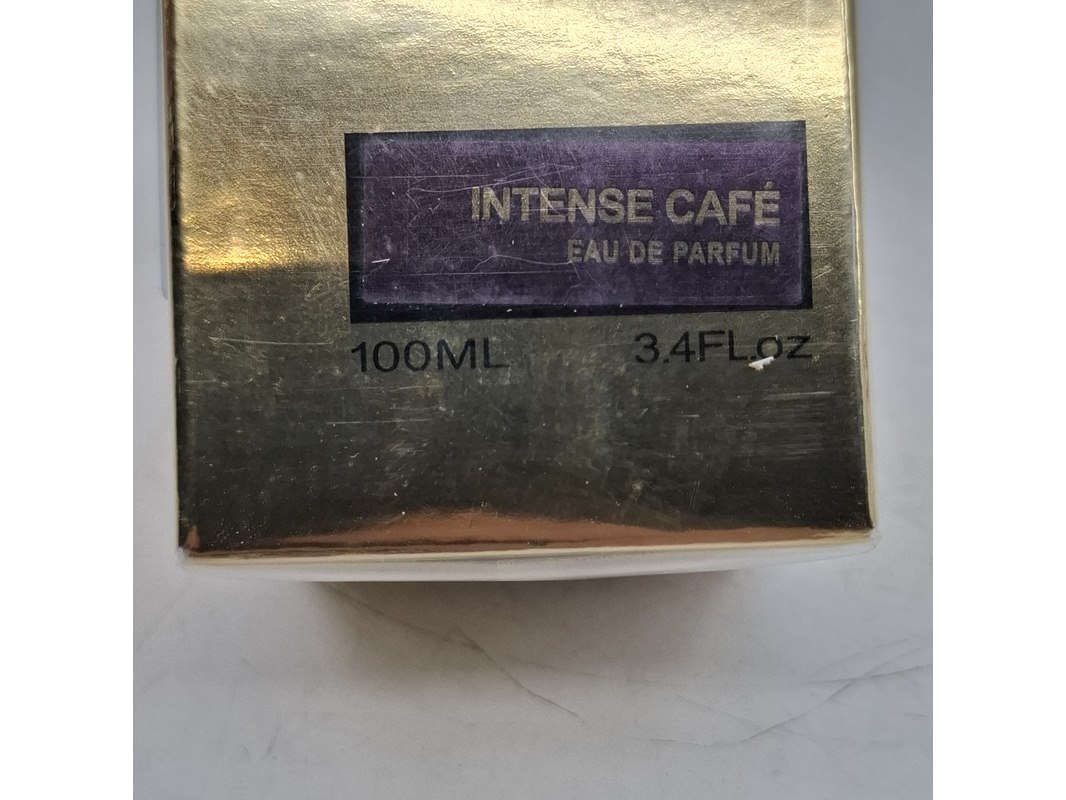 INTENSE CAFÉ
EAU DE PARFUM
100ML 3.4FL.oz